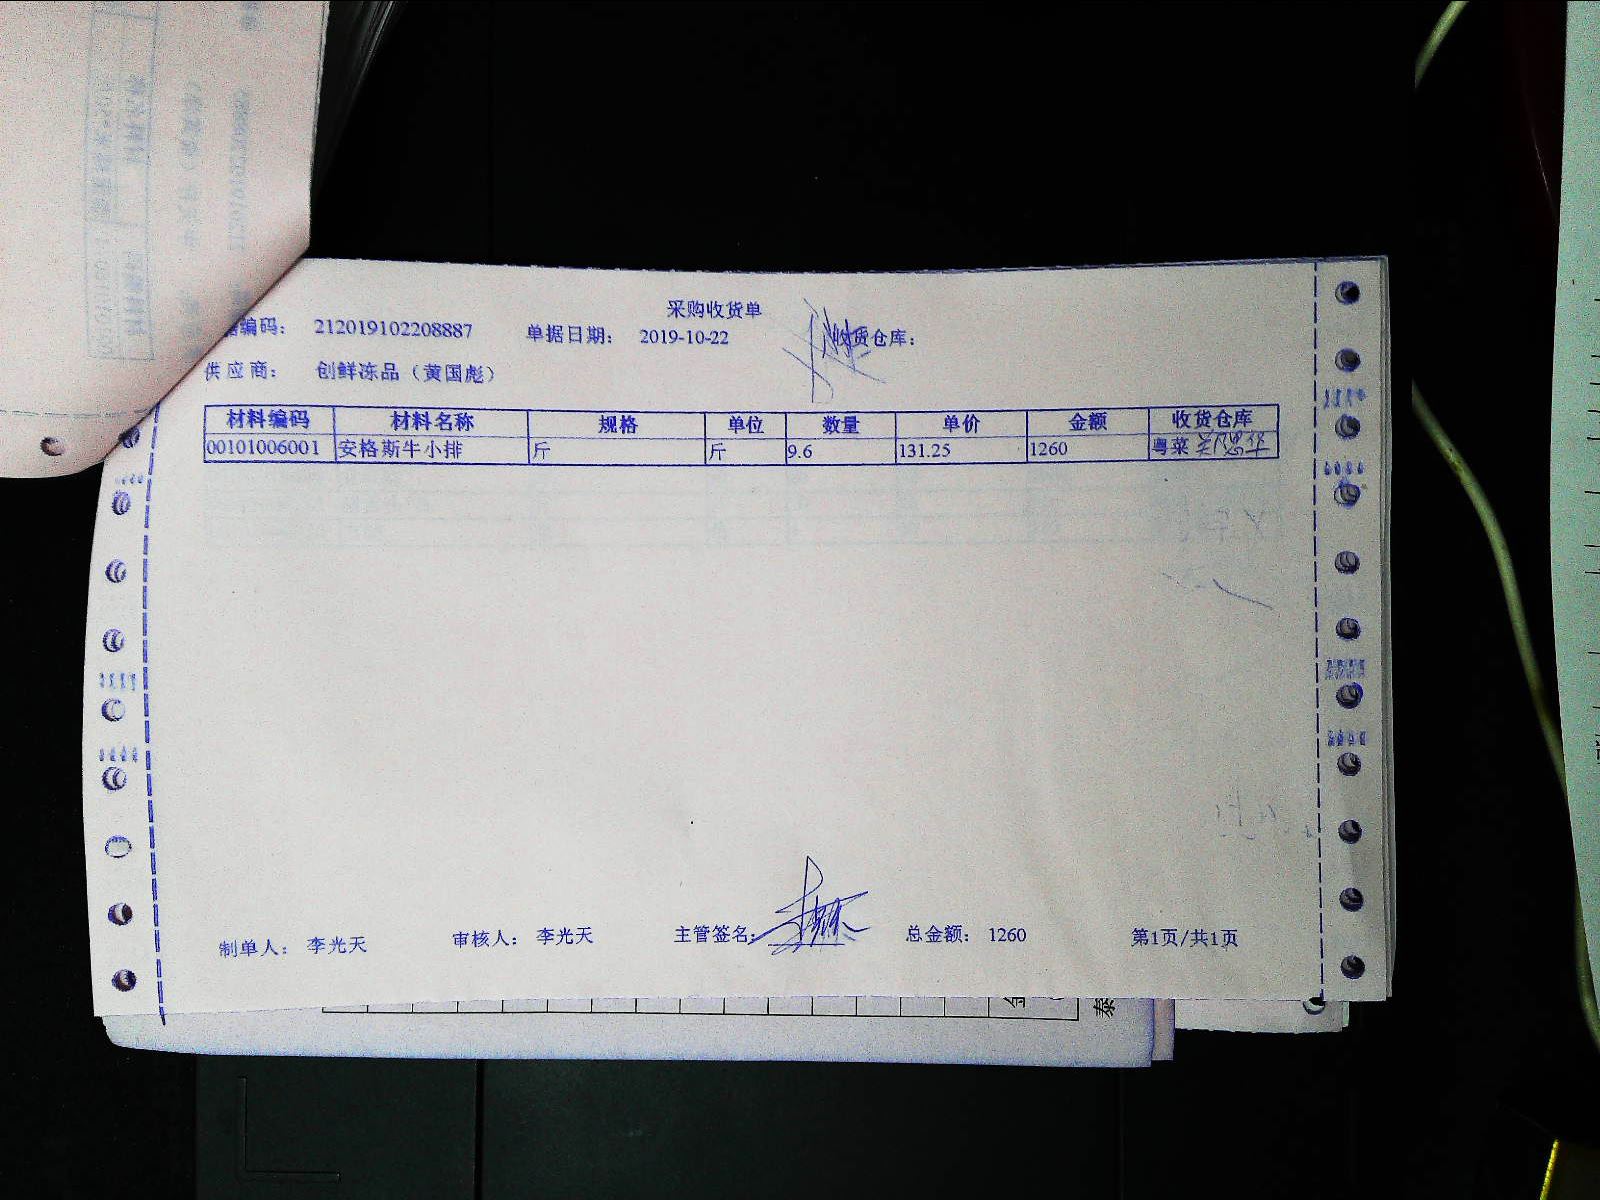 采购收货单
编码： 212019102208887 单据日期： 2019-10-22 收货仓库：
供应商： 创鲜冻品（黄国彪）
材料编码 材料名称 规格 单位 数量 单价 金额 收货仓库
00101006001 安格斯牛小排 斤 斤 9.6 131.25 1260 粤菜
制单人： 李光天 审核人： 李光天 主管签名： 总金额： 1260 第1页/共1页